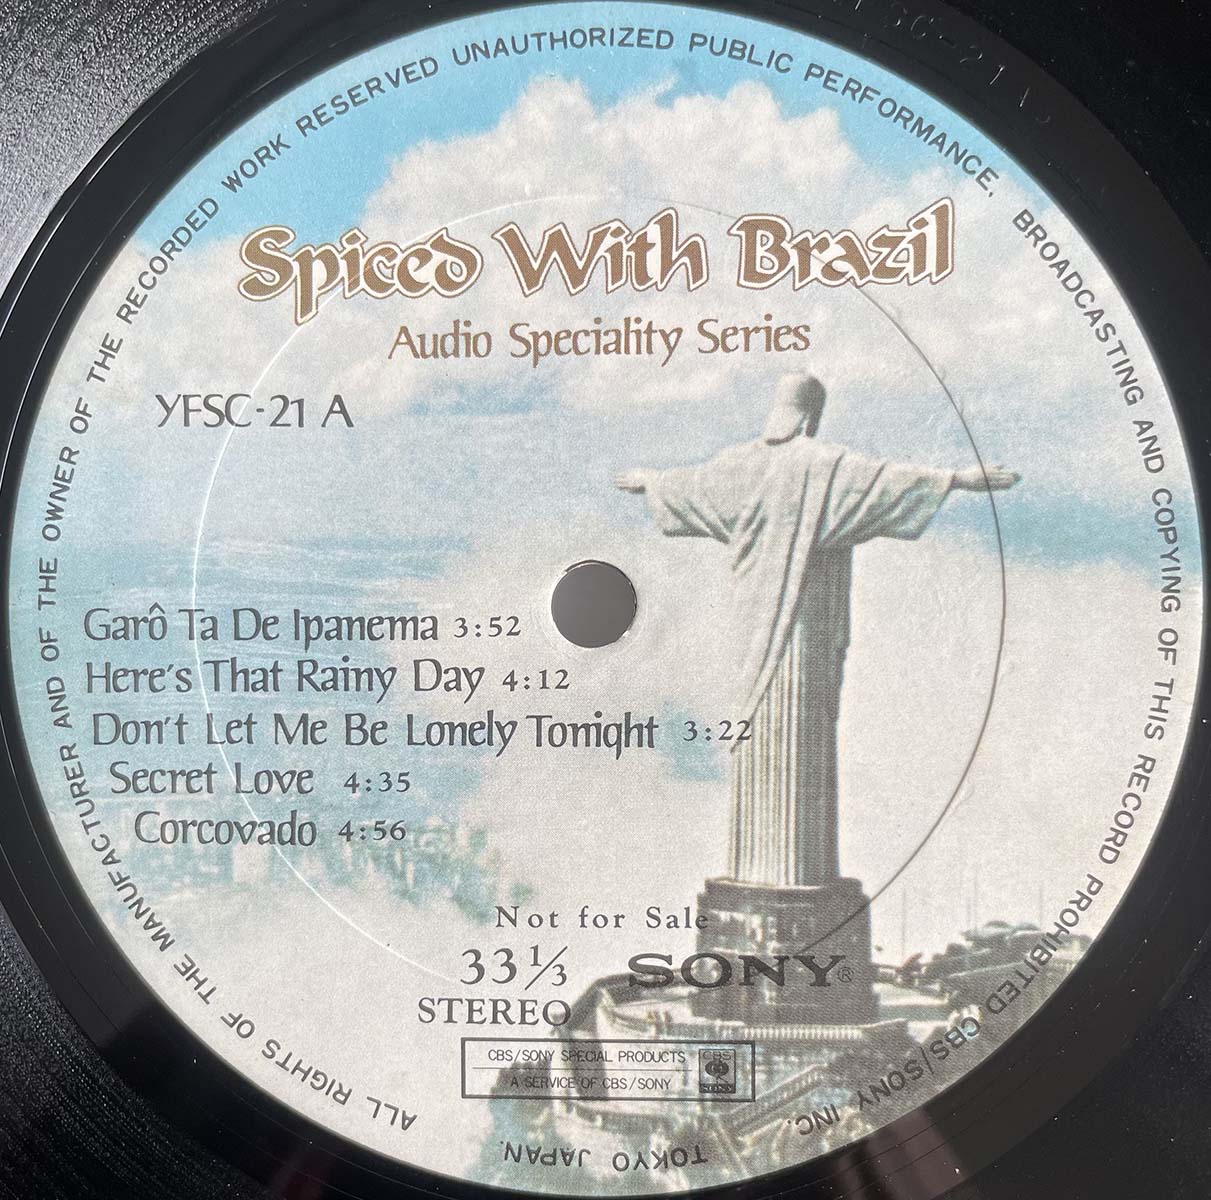 ALL RIGHTS OF THE MANUFACTURER AND OF THE OWNER OF THE RECORDED WORK RESERVED UNAUTHORIZED PUBLIC PERFORMANCE, BROADCASTING AND COPYING OF THIS RECORD PROHIBITED CBS/SONY INC.
TOKYO JAPAN.
Spiced With Brazil
Audio Speciality Series
YFSC-21 A
Garô Ta De Ipanema 3:52
Here's That Rainy Day 4:12
Don't Let Me Be Lonely Tonight 3:22
Secret Love 4:35
Corcovado 4:56
Not for Sale
33 1/3 SONY®
STEREO
CBS/SONY SPECIAL PRODUCTS
A SERVICE OF CBS/SONY
CBS
SONY